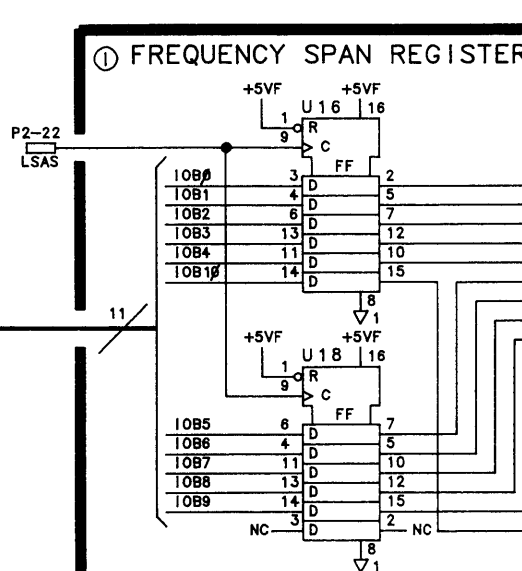 ① FREQUENCY SPAN REGISTER
+5VF +5VF
U16 16
1 R
P2-22 9 C
LSAS FF
IOB0 3 D 2
IOB1 4 D 5
IOB2 6 D 7
IOB3 13 D 12
IOB4 11 D 10
IOB10 14 D 15
8
11 1
+5VF +5VF
U18 16
1 R
9 C
FF
IOB5 6 D 7
IOB6 4 D 5
IOB7 11 D 10
IOB8 13 D 12
IOB9 14 D 15
NC 3 D 2 NC
8
1